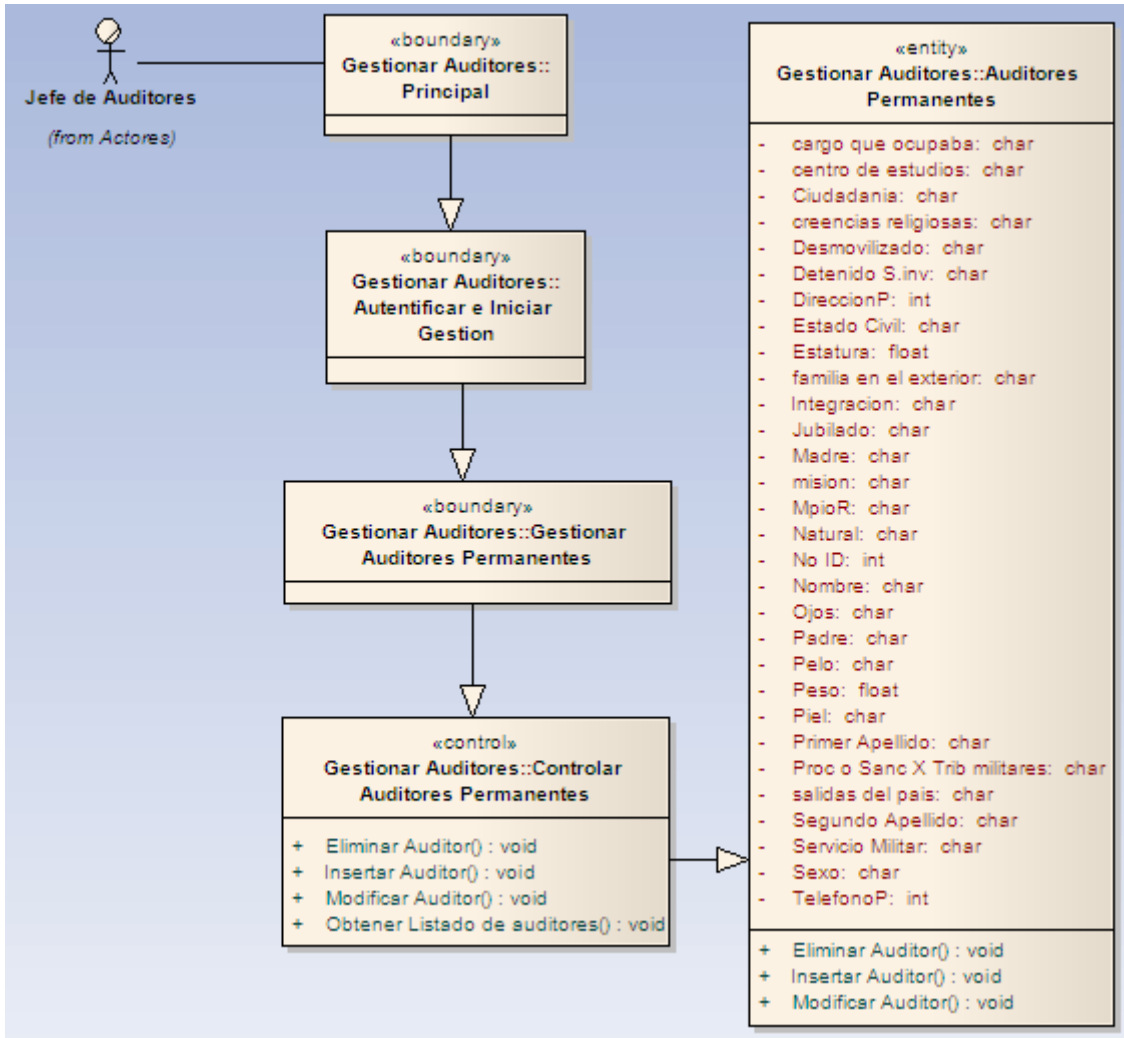 Jefe de Auditores
(from Actores)
«boundary»
Gestionar Auditores::
Principal
«boundary»
Gestionar Auditores::
Autentificar e Iniciar
Gestion
«boundary»
Gestionar Auditores::Gestionar
Auditores Permanentes
«control»
Gestionar Auditores::Controlar
Auditores Permanentes
+ Eliminar Auditor() : void
+ Insertar Auditor() : void
+ Modificar Auditor() : void
+ Obtener Listado de auditores() : void
«entity»
Gestionar Auditores::Auditores
Permanentes
- cargo que ocupaba: char
- centro de estudios: char
- Ciudadania: char
- creencias religiosas: char
- Desmovilizado: char
- Detenido S.inv: char
- DireccionP: int
- Estado Civil: char
- Estatura: float
- familia en el exterior: char
- Integracion: char
- Jubilado: char
- Madre: char
- mision: char
- MpioR: char
- Natural: char
- No ID: int
- Nombre: char
- Ojos: char
- Padre: char
- Pelo: char
- Peso: float
- Piel: char
- Primer Apellido: char
- Proc o Sanc X Trib militares: char
- salidas del pais: char
- Segundo Apellido: char
- Servicio Militar: char
- Sexo: char
- TelefonoP: int
+ Eliminar Auditor() : void
+ Insertar Auditor() : void
+ Modificar Auditor() : void